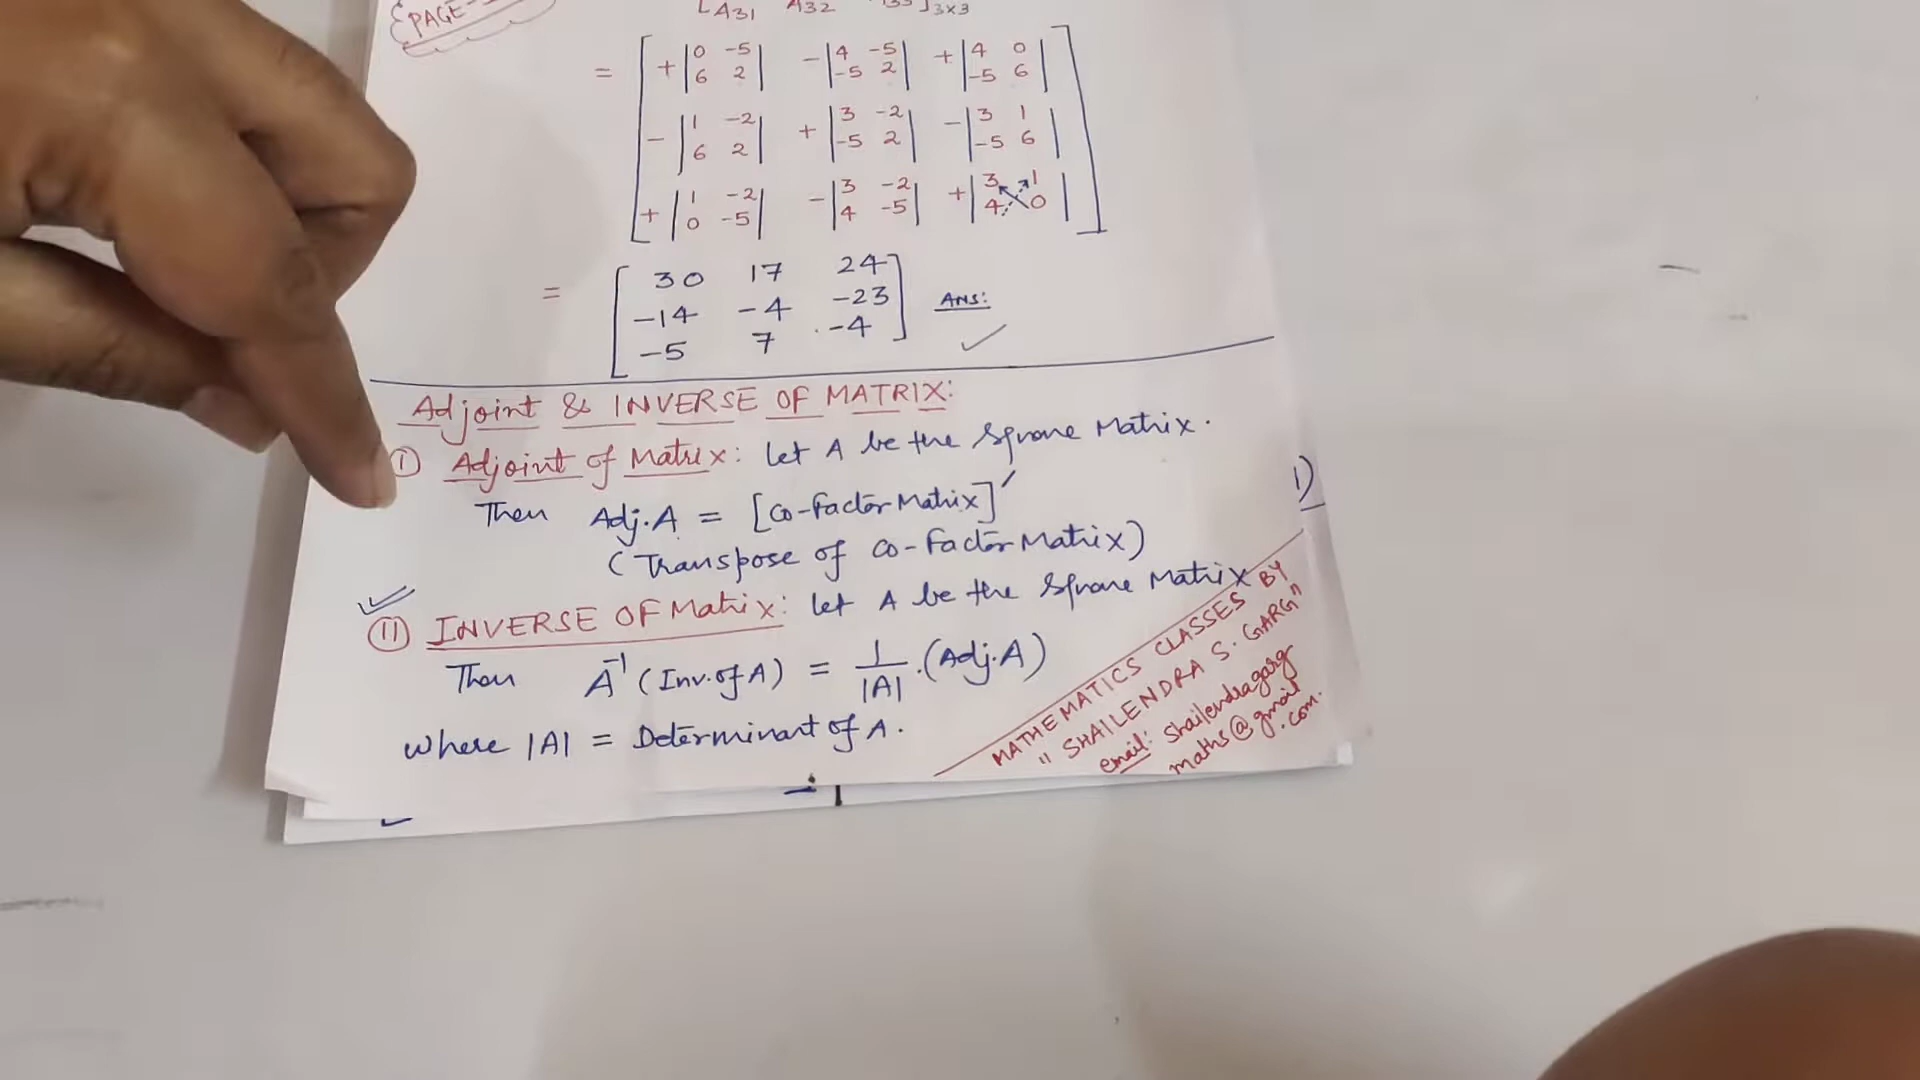 PAGE-
[A31 A32 A33]3×3
= [ +|0 -5| -|4 -5| +|4 0|
|6 2| |-5 2| |-5 6|
-|1 -2| +|3 -2| -|3 1|
|6 2| |-5 2| |-5 6|
+|1 -2| -|3 -2| +|3 1|
|0 -5| |4 -5| |4 0| ]
= [ 30 17 24
-14 -4 -23
-5 7 -4 ] ANS:
Adjoint & INVERSE OF MATRIX:
(I) Adjoint of Matrix: let A be the Square Matrix.
Then Adj.A = [Co-factor Matrix]′
(Transpose of co-Factor Matrix)
(II) INVERSE OF Matrix: let A be the Square Matrix
Then A⁻¹ (Inv.of A) = 1/|A| .(Adj.A)
where |A| = Determinant of A.
1)
MATHEMATICS CLASSES BY
"SHAILENDRA S. GARG"
email: shailendragarg
maths@gmail
.com.